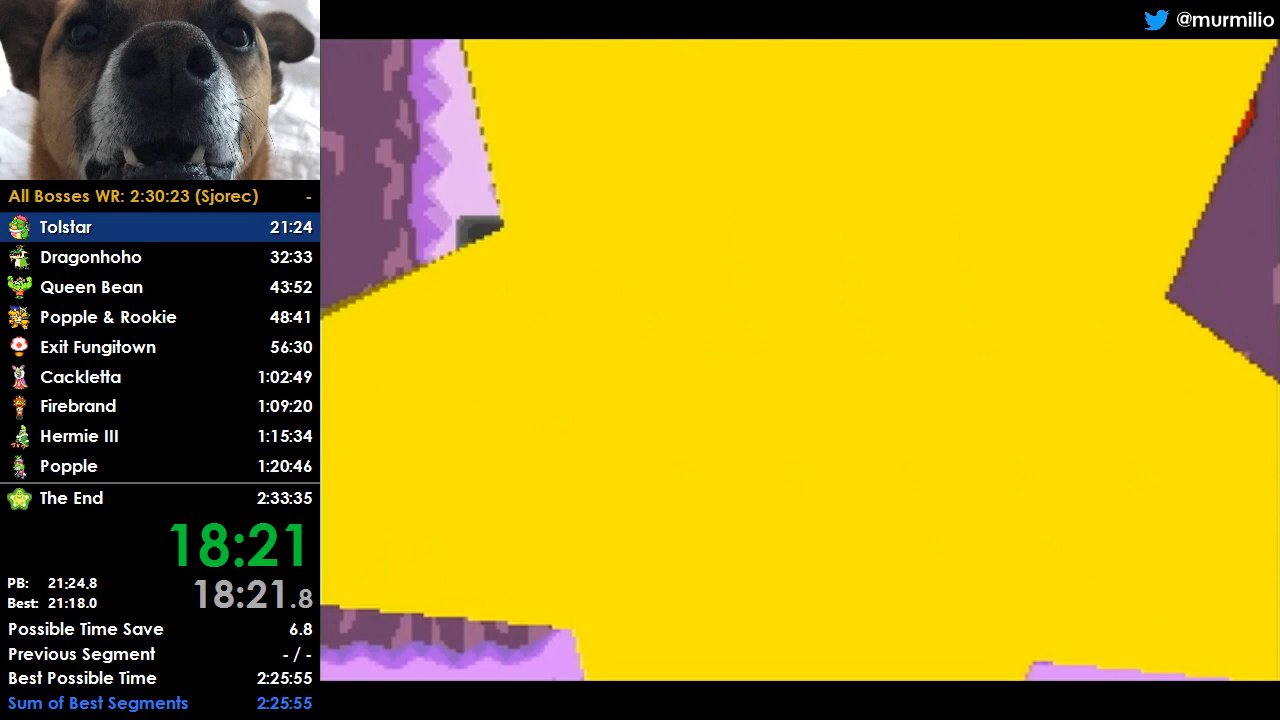 @murmilio
All Bosses WR: 2:30:23 (Sjorec) -
Tolstar 21:24
Dragonhoho 32:33
Queen Bean 43:52
Popple & Rookie 48:41
Exit Fungitown 56:30
Cackletta 1:02:49
Firebrand 1:09:20
Hermie III 1:15:34
Popple 1:20:46
The End 2:33:35
18:21
PB: 21:24.8
18:21.8
Best: 21:18.0
Possible Time Save 6.8
Previous Segment - / -
Best Possible Time 2:25:55
Sum of Best Segments 2:25:55